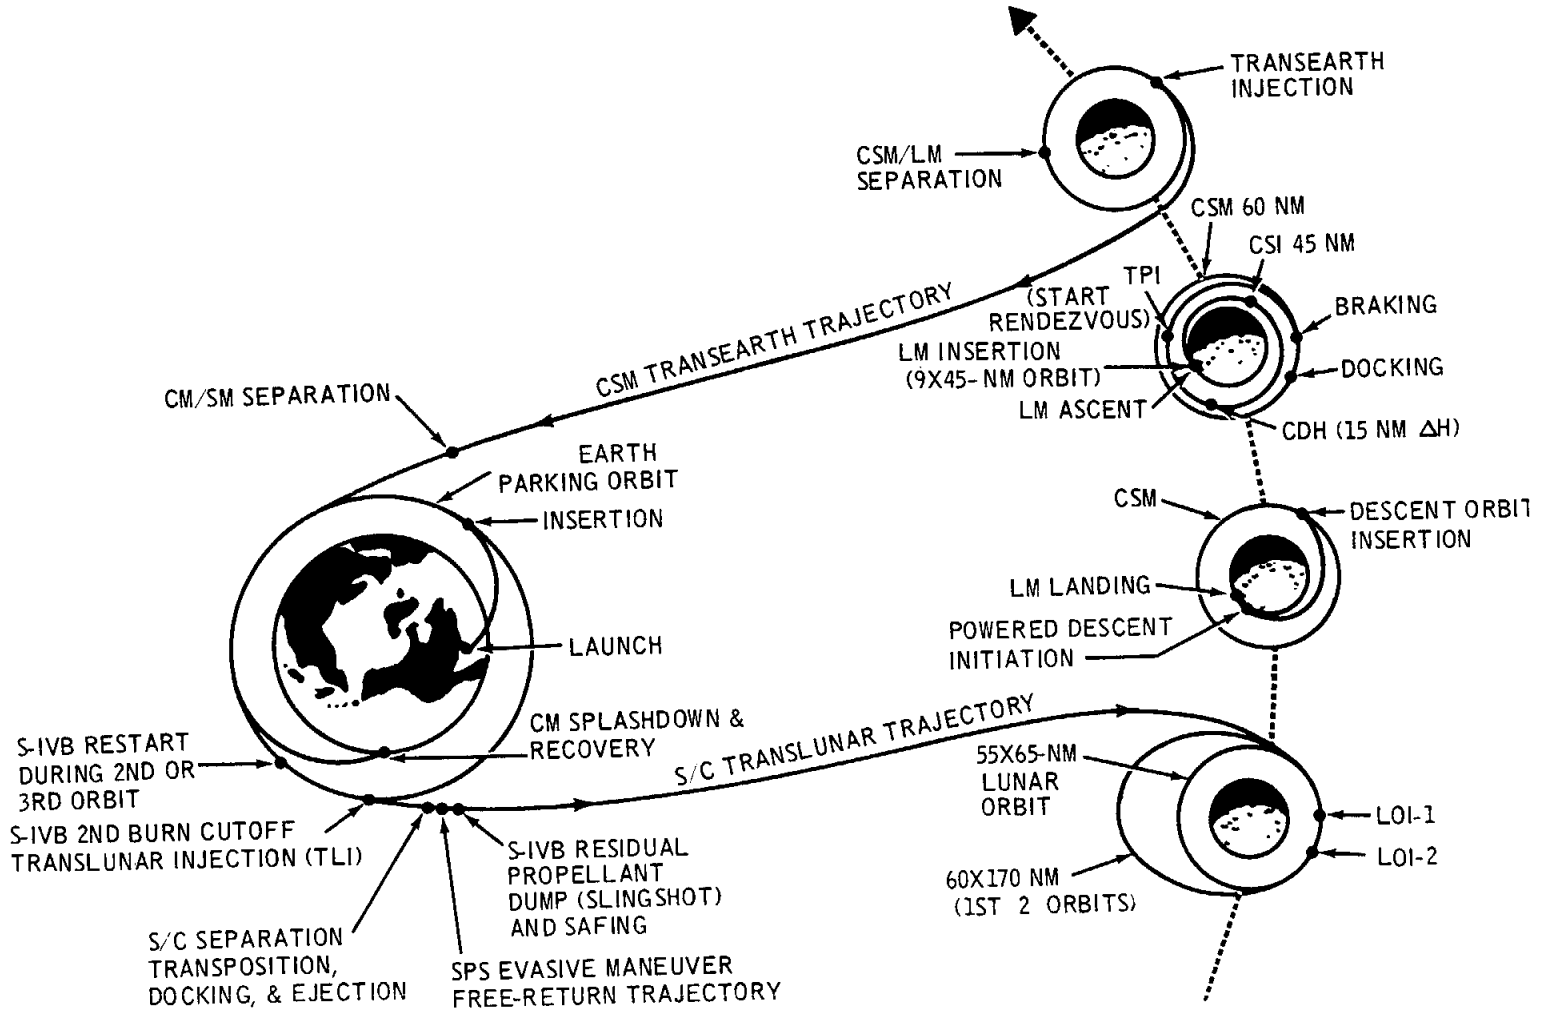 TRANSEARTH
INJECTION
CSM/LM
SEPARATION
CSM 60 NM
CSI 45 NM
TPI
(START
RENDEZVOUS)
BRAKING
LM INSERTION
(9X45-NM ORBIT)
DOCKING
LM ASCENT
CDH (15 NM ΔH)
CSM TRANSEARTH TRAJECTORY
CM/SM SEPARATION
EARTH
PARKING ORBIT
INSERTION
CSM
DESCENT ORBIT
INSERTION
LM LANDING
POWERED DESCENT
INITIATION
LAUNCH
CM SPLASHDOWN &
RECOVERY
S/C TRANSLUNAR TRAJECTORY
S-IVB RESTART
DURING 2ND OR
3RD ORBIT
55X65-NM
LUNAR
ORBIT
LOI-1
LOI-2
S-IVB 2ND BURN CUTOFF
TRANSLUNAR INJECTION (TLI)
S-IVB RESIDUAL
PROPELLANT
DUMP (SLINGSHOT)
AND SAFING
60X170 NM
(1ST 2 ORBITS)
S/C SEPARATION
TRANSPOSITION,
DOCKING, & EJECTION
SPS EVASIVE MANEUVER
FREE-RETURN TRAJECTORY